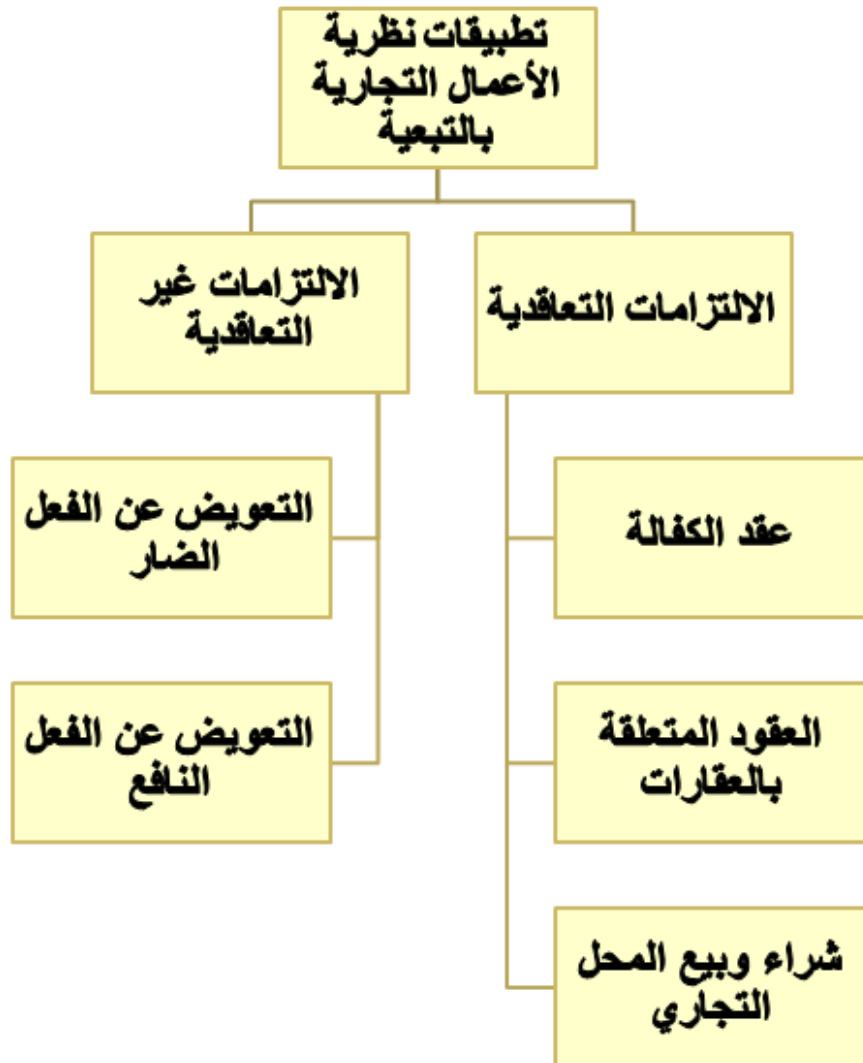 تطبيقات نظرية
الأعمال التجارية
بالتبعية
الالتزامات التعاقدية
الالتزامات غير
التعاقدية
عقد الكفالة
العقود المتعلقة
بالعقارات
شراء وبيع المحل
التجاري
التعويض عن الفعل
الضار
التعويض عن الفعل
النافع